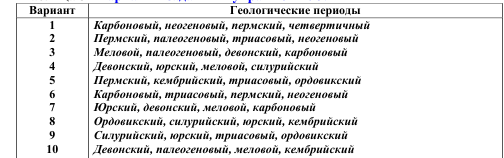 Вариант Геологические периоды
1 Карбоновый, неогеновый, пермский, четвертичный
2 Пермский, палеогеновый, триасовый, неогеновый
3 Меловой, палеогеновый, девонский, карбоновый
4 Девонский, юрский, меловой, силурийский
5 Пермский, кембрийский, триасовый, ордовикский
6 Карбоновый, триасовый, пермский, неогеновый
7 Юрский, девонский, меловой, карбоновый
8 Ордовикский, силурийский, юрский, кембрийский
9 Силурийский, юрский, триасовый, ордовикский
10 Девонский, палеогеновый, меловой, кембрийский